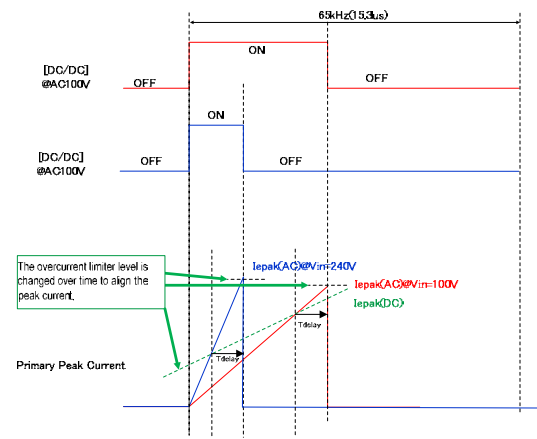 65kHz(15.3us)
ON
[DC/DC]
@AC100V
OFF
OFF
ON
[DC/DC]
@AC100V
OFF
OFF
The overcurrent limiter level is
changed over time to align the
peak current.
Iepak(AC)@Vin=240V
Iepak(AC)@Vin=100V
Iepak(DC)
Tdelay
Tdelay
Primary Peak Current